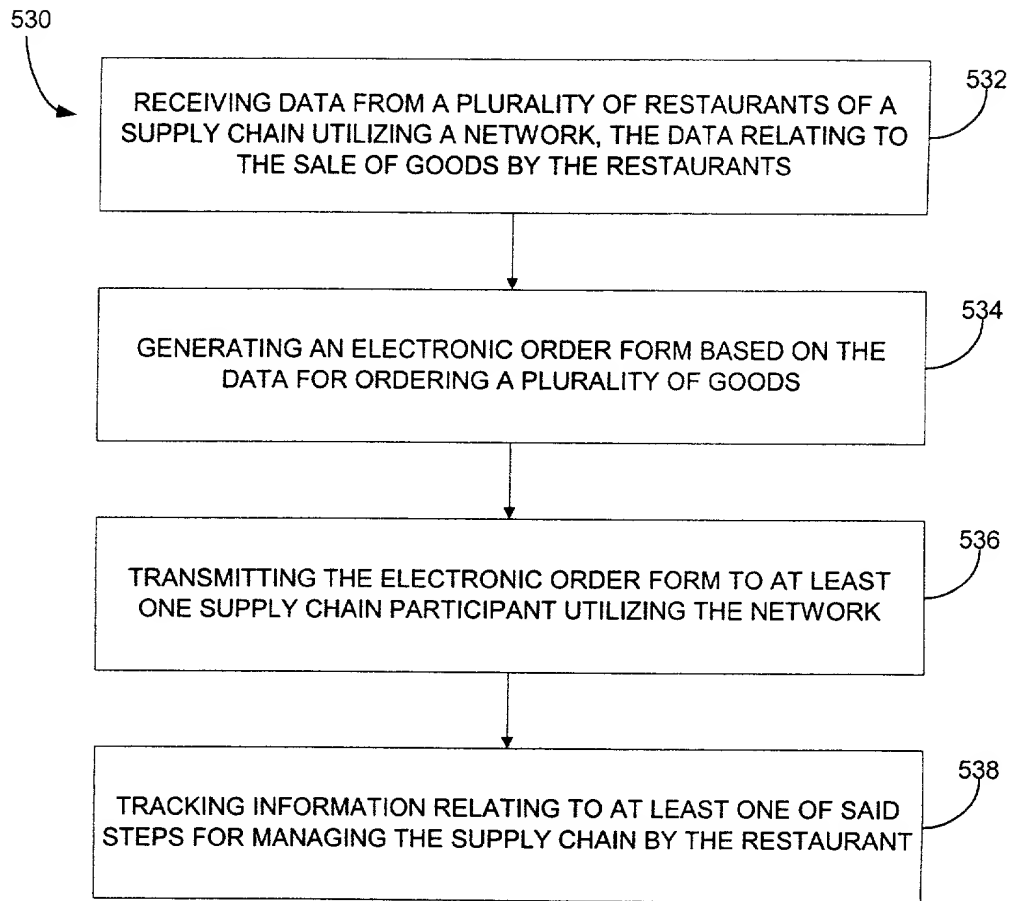 530
532
RECEIVING DATA FROM A PLURALITY OF RESTAURANTS OF A
SUPPLY CHAIN UTILIZING A NETWORK, THE DATA RELATING TO
THE SALE OF GOODS BY THE RESTAURANTS
534
GENERATING AN ELECTRONIC ORDER FORM BASED ON THE
DATA FOR ORDERING A PLURALITY OF GOODS
536
TRANSMITTING THE ELECTRONIC ORDER FORM TO AT LEAST
ONE SUPPLY CHAIN PARTICIPANT UTILIZING THE NETWORK
538
TRACKING INFORMATION RELATING TO AT LEAST ONE OF SAID
STEPS FOR MANAGING THE SUPPLY CHAIN BY THE RESTAURANT